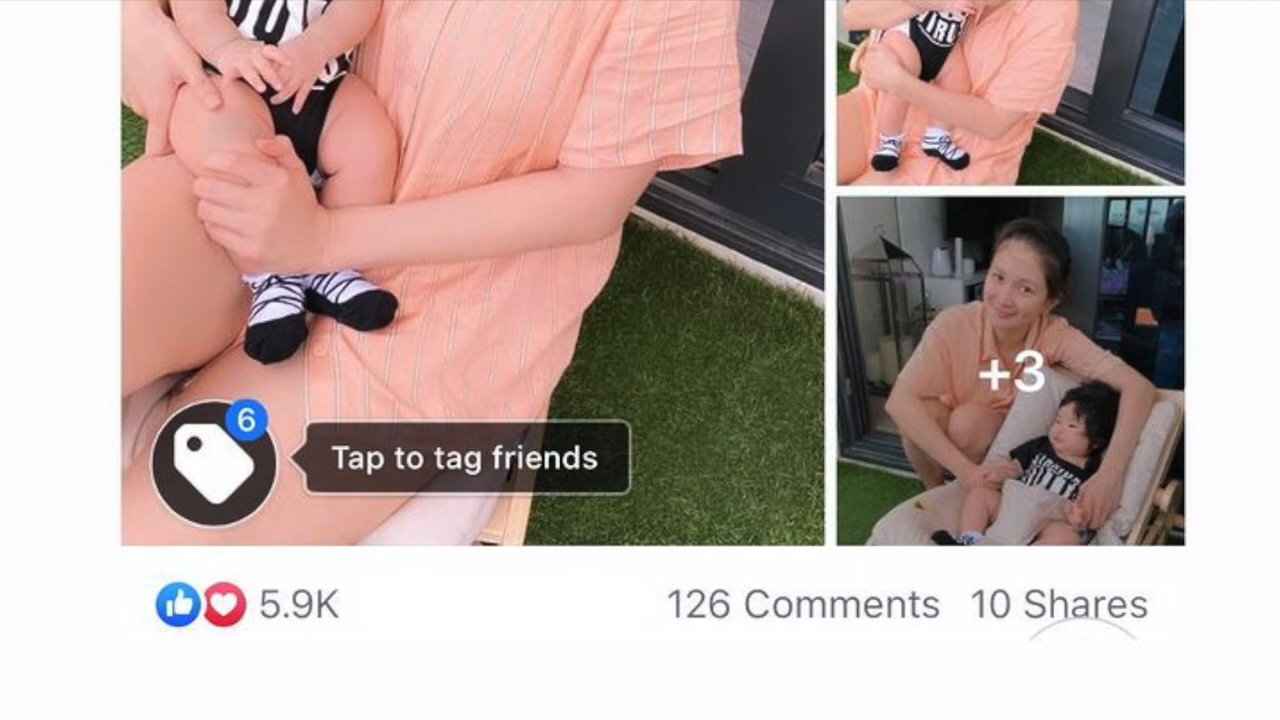 6
Tap to tag friends
+3
5.9K
126 Comments
10 Shares